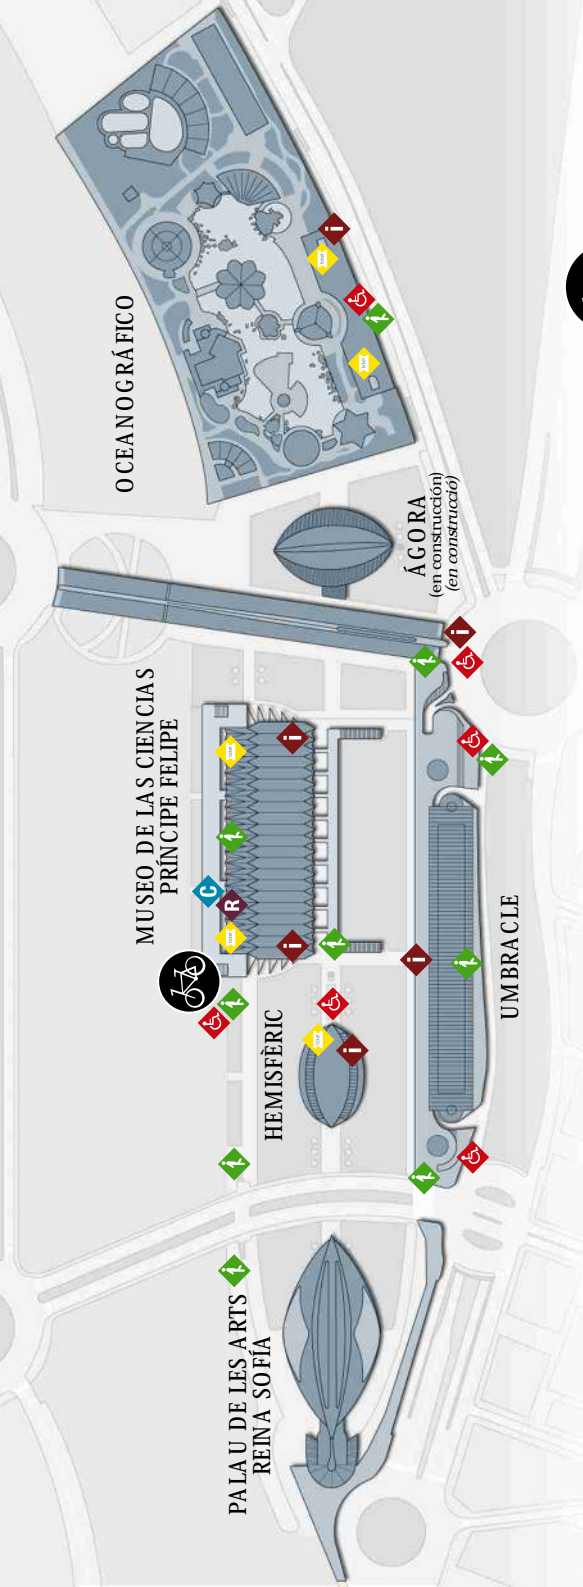 OCEANOGRÁFICO
ÁGORA
(en construcción)
(en construcció)
MUSEO DE LAS CIENCIAS
PRÍNCIPE FELIPE
C
R
HEMISFÈRIC
UMBRACLE
PALAU DE LES ARTS
REINA SOFÍA
i
i
i
i
i
i